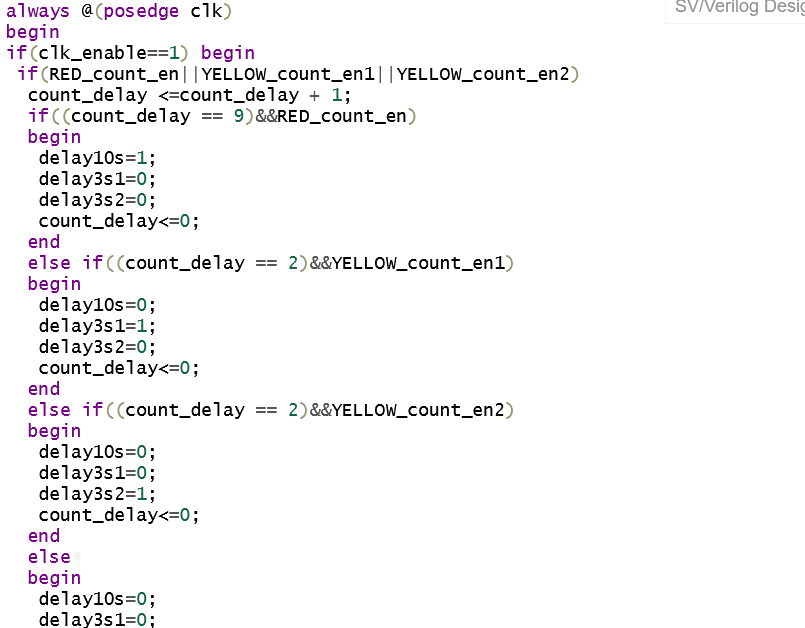 SV/Verilog Desig
always @(posedge clk)
begin
if(clk_enable==1) begin
 if(RED_count_en||YELLOW_count_en1||YELLOW_count_en2)
  count_delay <=count_delay + 1;
  if((count_delay == 9)&&RED_count_en)
  begin
   delay10s=1;
   delay3s1=0;
   delay3s2=0;
   count_delay<=0;
  end
  else if((count_delay == 2)&&YELLOW_count_en1)
  begin
   delay10s=0;
   delay3s1=1;
   delay3s2=0;
   count_delay<=0;
  end
  else if((count_delay == 2)&&YELLOW_count_en2)
  begin
   delay10s=0;
   delay3s1=0;
   delay3s2=1;
   count_delay<=0;
  end
  else
  begin
   delay10s=0;
   delay3s1=0;